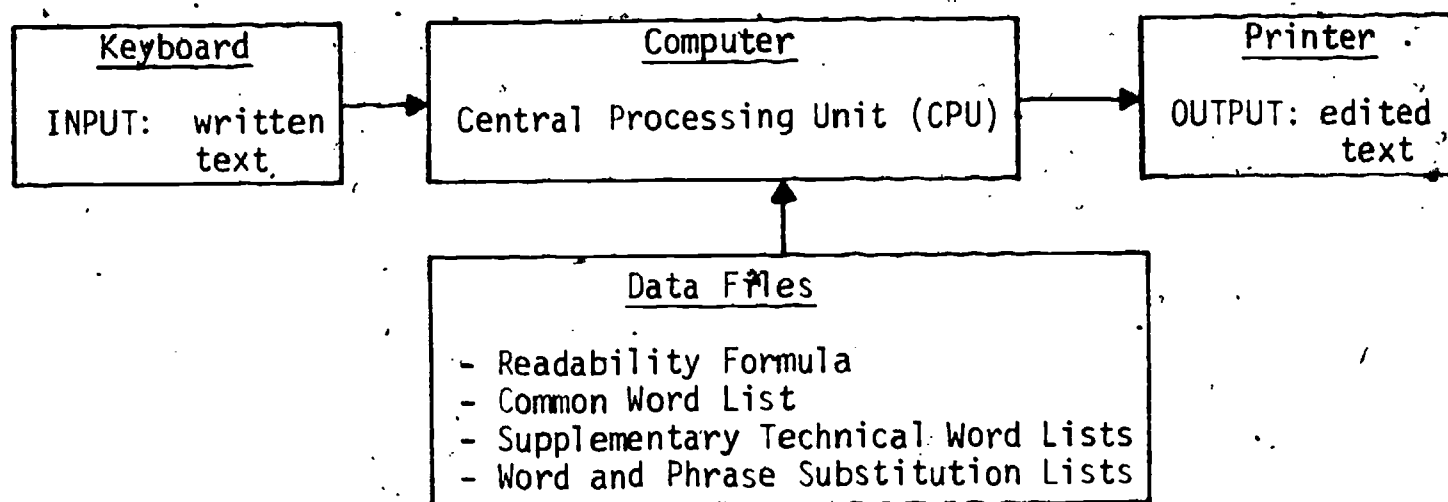 Keyboard
INPUT: written
text
Computer
Central Processing Unit (CPU)
Printer
OUTPUT: edited
text
Data Files
- Readability Formula
- Common Word List
- Supplementary Technical Word Lists
- Word and Phrase Substitution Lists